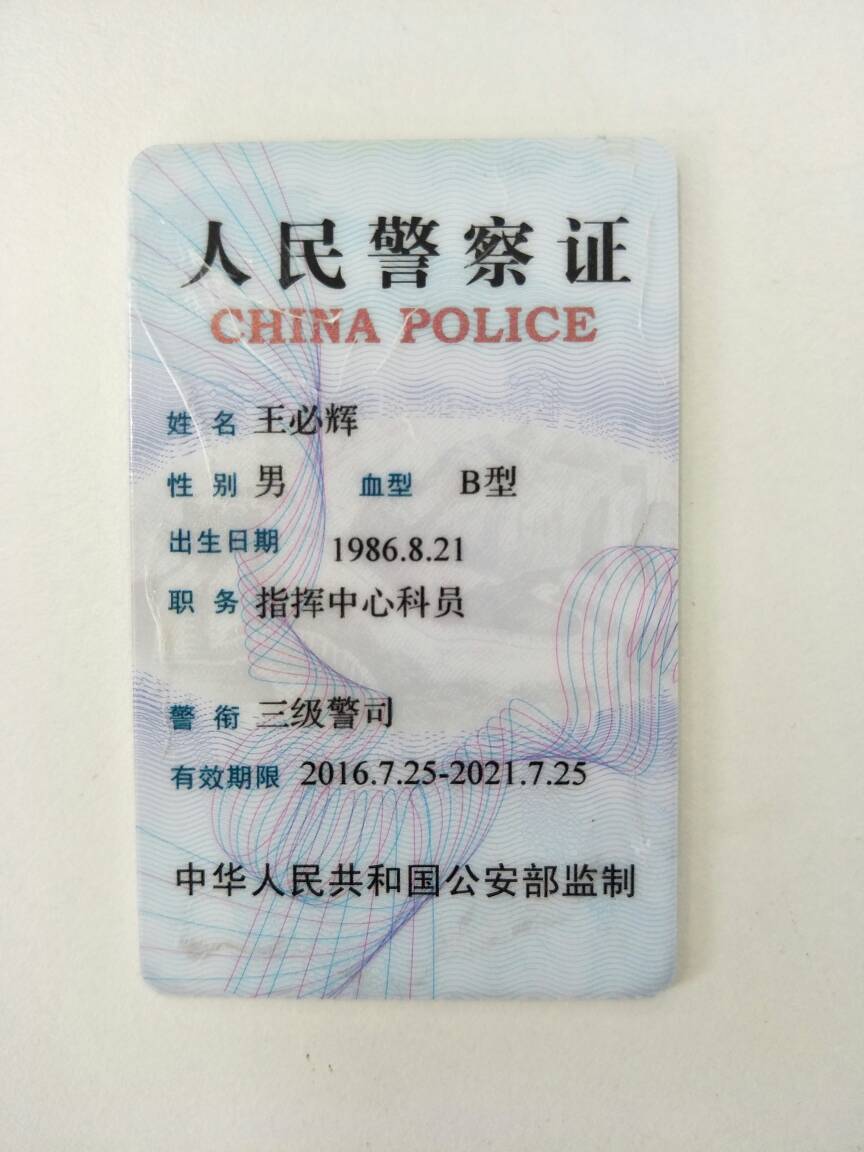 人民警察证
CHINA POLICE
姓 名 王必辉
性 别 男 血型 B型
出生日期 1986.8.21
职 务 指挥中心科员
警 衔 三级警司
有效期限 2016.7.25-2021.7.25
中华人民共和国公安部监制